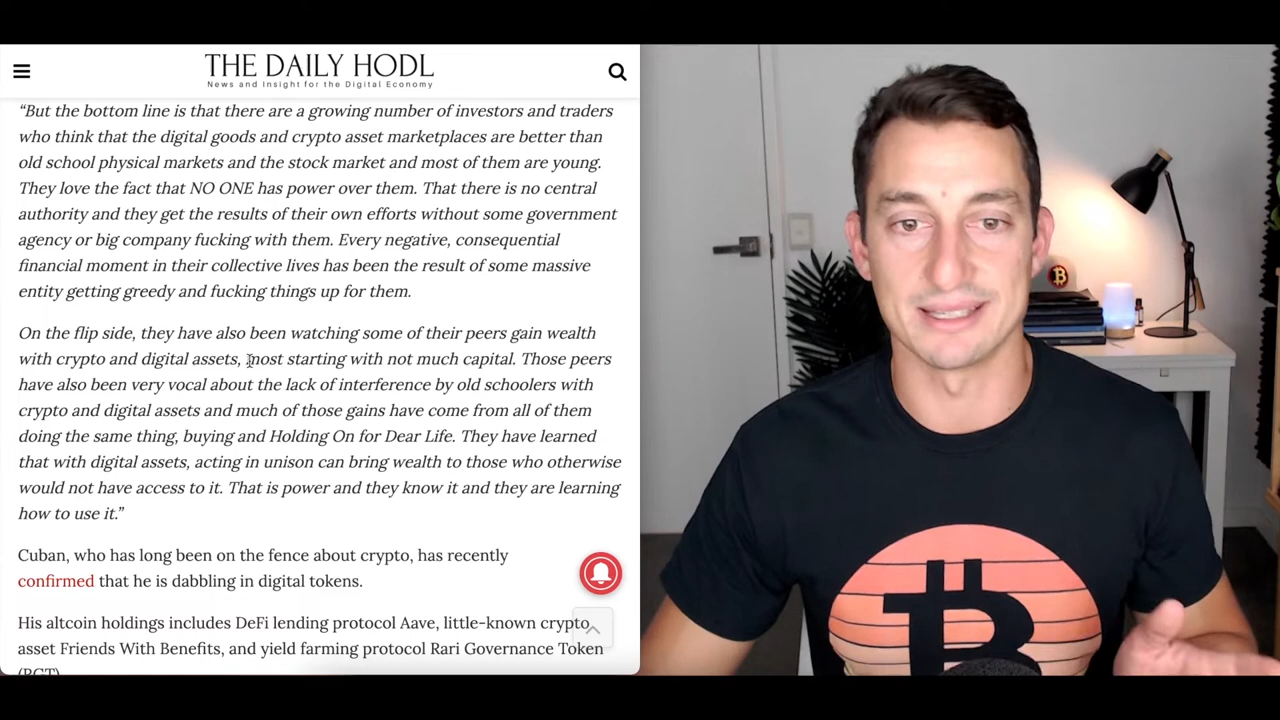 THE DAILY HODL
News and Insight for the Digital Economy
“But the bottom line is that there are a growing number of investors and traders
who think that the digital goods and crypto asset marketplaces are better than
old school physical markets and the stock market and most of them are young.
They love the fact that NO ONE has power over them. That there is no central
authority and they get the results of their own efforts without some government
agency or big company fucking with them. Every negative, consequential
financial moment in their collective lives has been the result of some massive
entity getting greedy and fucking things up for them.
On the flip side, they have also been watching some of their peers gain wealth
with crypto and digital assets, most starting with not much capital. Those peers
have also been very vocal about the lack of interference by old schoolers with
crypto and digital assets and much of those gains have come from all of them
doing the same thing, buying and Holding On for Dear Life. They have learned
that with digital assets, acting in unison can bring wealth to those who otherwise
would not have access to it. That is power and they know it and they are learning
how to use it.”
Cuban, who has long been on the fence about crypto, has recently
confirmed that he is dabbling in digital tokens.
His altcoin holdings includes DeFi lending protocol Aave, little-known crypto
asset Friends With Benefits, and yield farming protocol Rari Governance Token
(RGT)